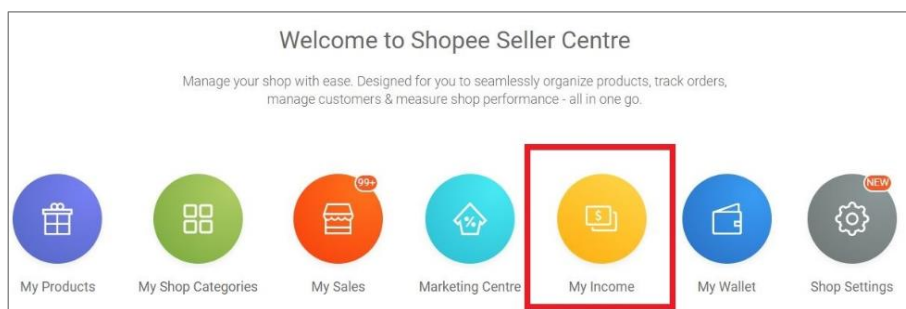 Welcome to Shopee Seller Centre
Manage your shop with ease. Designed for you to seamlessly organize products, track orders,
manage customers & measure shop performance - all in one go.
99+
NEW
$
%
My Products My Shop Categories My Sales Marketing Centre My Income My Wallet Shop Settings